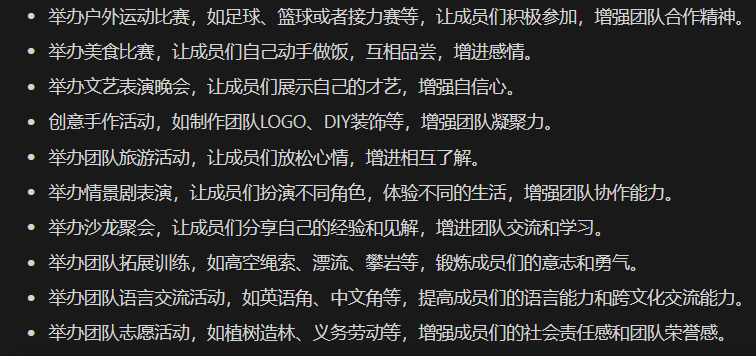 • 举办户外运动比赛，如足球、篮球或者接力赛等，让成员们积极参加，增强团队合作精神。
• 举办美食比赛，让成员们自己动手做饭，互相品尝，增进感情。
• 举办文艺表演晚会，让成员们展示自己的才艺，增强自信心。
• 创意手作活动，如制作团队LOGO、DIY装饰等，增强团队凝聚力。
• 举办团队旅游活动，让成员们放松心情，增进相互了解。
• 举办情景剧表演，让成员们扮演不同角色，体验不同的生活，增强团队协作能力。
• 举办沙龙聚会，让成员们分享自己的经验和见解，增进团队交流和学习。
• 举办团队拓展训练，如高空绳索、漂流、攀岩等，锻炼成员们的意志和勇气。
• 举办团队语言交流活动，如英语角、中文角等，提高成员们的语言能力和跨文化交流能力。
• 举办团队志愿活动，如植树造林、义务劳动等，增强成员们的社会责任感和团队荣誉感。